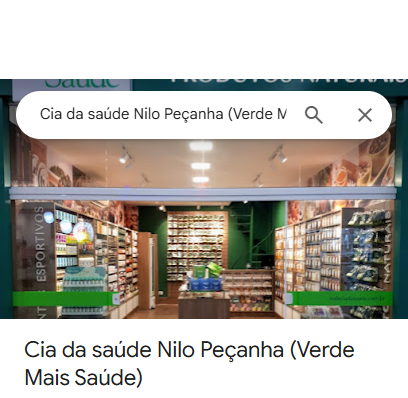 Saúde
PRODUTOS NATURAIS
Cia da saúde Nilo Peçanha (Verde M
ESPORTIVOS
Cia da saúde Nilo Peçanha (Verde
Mais Saúde)